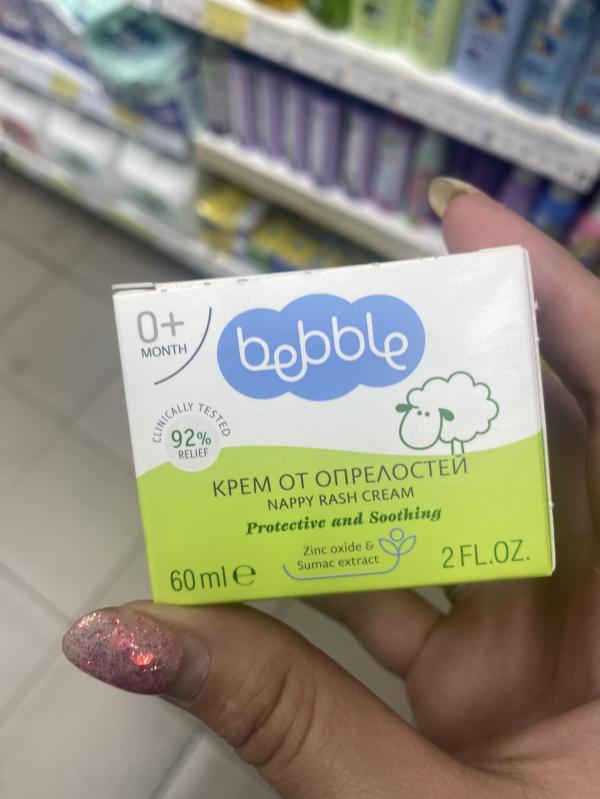 0+
MONTH
bebble
CLINICALLY TESTED
92%
RELIEF
КРЕМ ОТ ОПРЕЛОСТЕЙ
NAPPY RASH CREAM
Protective and Soothing
Zinc oxide &
Sumac extract
60 ml ℮
2 FL.OZ.